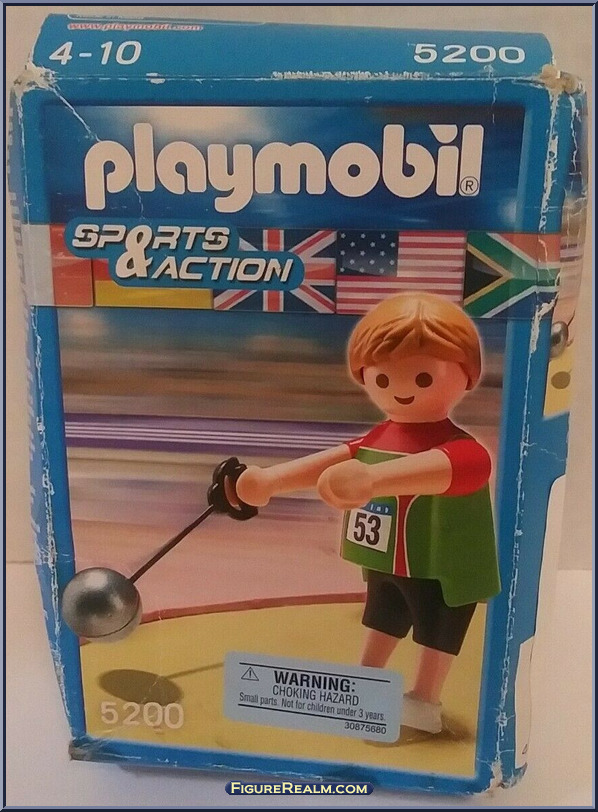 www.playmobil.com
4-10
5200
playmobil®
SPORTS
& ACTION
53
5200
WARNING:
CHOKING HAZARD
Small parts. Not for children under 3 years.
30875680
FIGUREREALM.COM